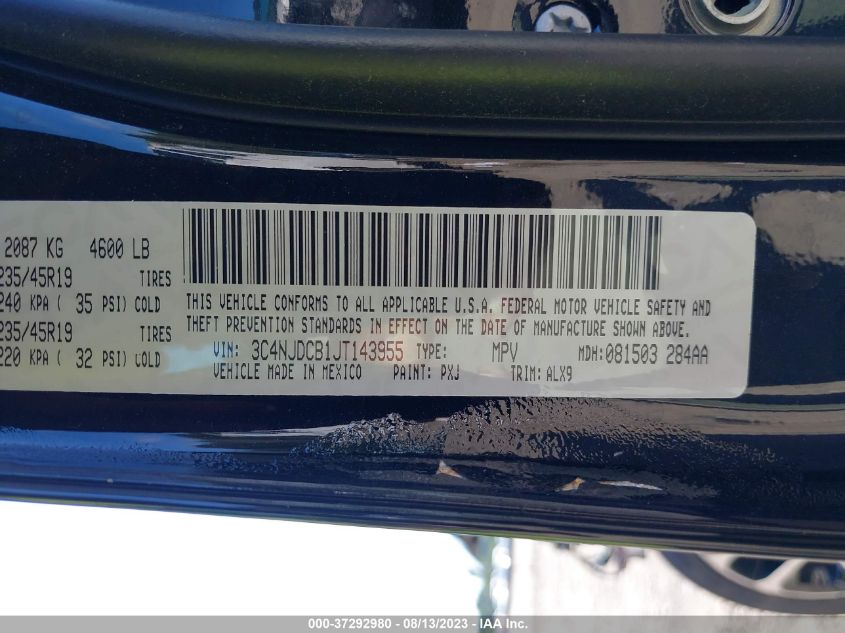 2087 KG 4600 LB
235/45R19 TIRES
240 KPA ( 35 PSI) COLD
235/45R19 TIRES
220 KPA ( 32 PSI) COLD
THIS VEHICLE CONFORMS TO ALL APPLICABLE U.S.A. FEDERAL MOTOR VEHICLE SAFETY AND
THEFT PREVENTION STANDARDS IN EFFECT ON THE DATE OF MANUFACTURE SHOWN ABOVE.
VIN: 3C4NJDCB1JT143955 TYPE: MPV MDH: 081503 284AA
VEHICLE MADE IN MEXICO PAINT: PXJ TRIM: ALX9
000-37292980 - 08/13/2023 - IAA Inc.